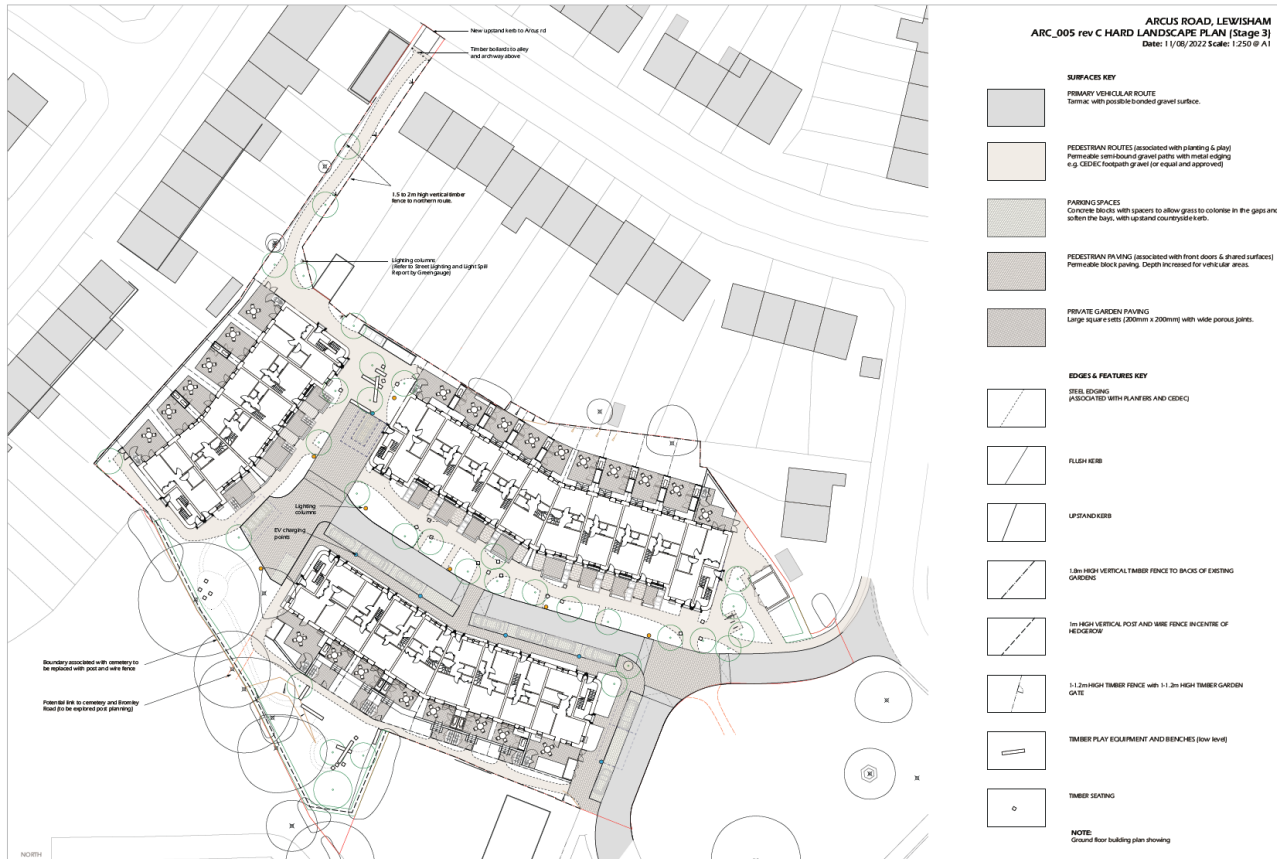 ARCUS ROAD, LEWISHAM
ARC_005 rev C HARD LANDSCAPE PLAN (Stage 3)
Date: 11/08/2022 Scale: 1:250 @ A1
New upstand kerb to Arcus rd
Timber bollards to alley
and archway above
1.5 to 2m high vertical timber
fence to northern route.
Lighting columns
(Refer to Street Lighting and Light Spill
Report by Greengauge)
Lighting
columns
EV charging
points
Boundary associated with cemetery to
be replaced with post and wire fence
Potential link to cemetery and Bromley
Road (to be explored post planning)
NORTH
SURFACES KEY
PRIMARY VEHICULAR ROUTE
Tarmac with possible bonded gravel surface.
PEDESTRIAN ROUTES (associated with planting & play)
Permeable semi-bound gravel paths with metal edging
e.g. CEDEC footpath gravel (or equal and approved)
PARKING SPACES
Concrete blocks with spacers to allow grass to colonise in the gaps and
soften the bays, with upstand countryside kerb.
PEDESTRIAN PAVING (associated with front doors & shared surfaces)
Permeable block paving. Depth increased for vehicular areas.
PRIVATE GARDEN PAVING
Large square setts (200mm x 200mm) with wide porous joints.
EDGES & FEATURES KEY
STEEL EDGING
(ASSOCIATED WITH PLANTERS AND CEDEC)
FLUSH KERB
UPSTAND KERB
1.8m HIGH VERTICAL TIMBER FENCE TO BACKS OF EXISTING
GARDENS
1m HIGH VERTICAL POST AND WIRE FENCE IN CENTRE OF
HEDGEROW
1-1.2m HIGH TIMBER FENCE with 1-1.2m HIGH TIMBER GARDEN
GATE
TIMBER PLAY EQUIPMENT AND BENCHES (low level)
TIMBER SEATING
NOTE:
Ground floor building plan showing